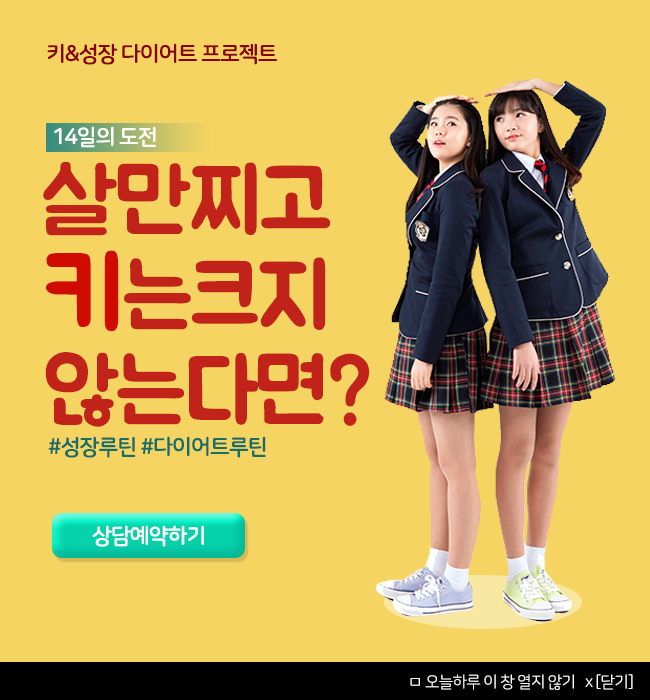 키&성장 다이어트 프로젝트
14일의 도전
살만찌고
키는크지
않는다면?
#성장루틴 #다이어트루틴
상담예약하기
ㅁ 오늘하루 이 창 열지 않기 x [닫기]